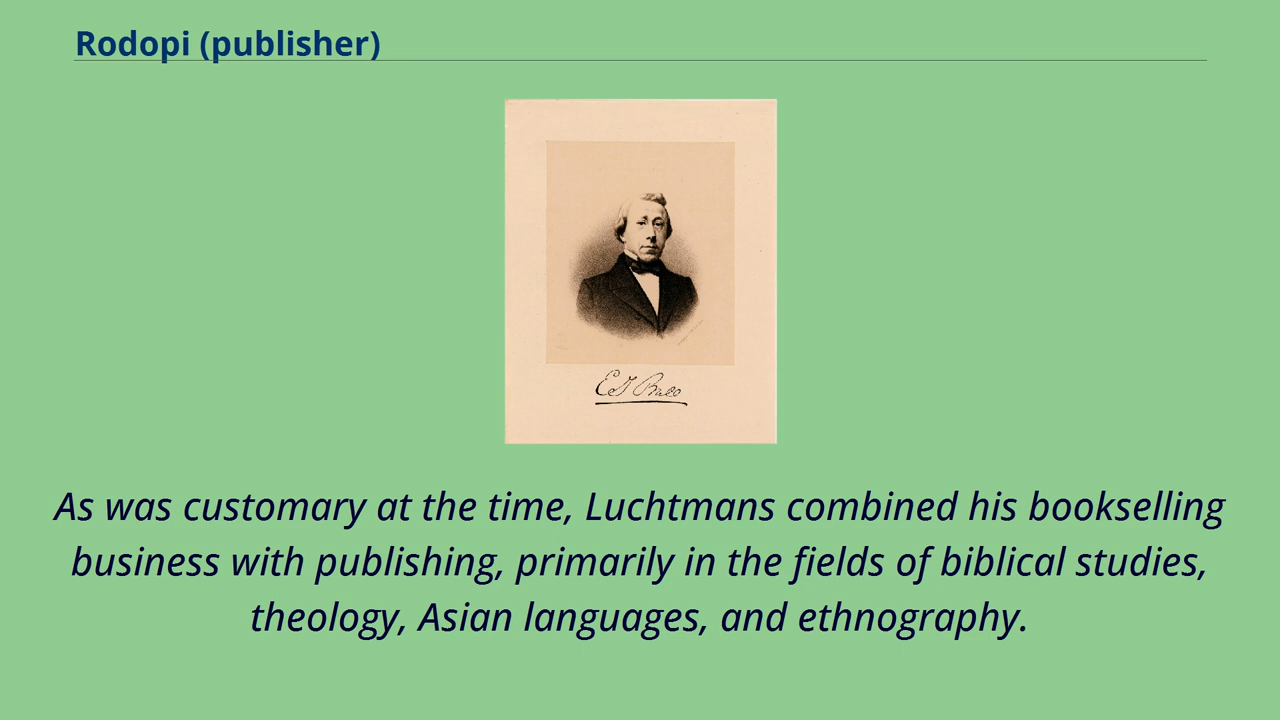 Rodopi (publisher)
As was customary at the time, Luchtmans combined his bookselling
business with publishing, primarily in the fields of biblical studies,
theology, Asian languages, and ethnography.